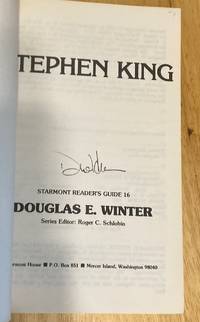 TEPHEN KING
STARMONT READER'S GUIDE 16
DOUGLAS E. WINTER
Series Editor: Roger C. Schlobin
rmont House ■ P.O. Box 851 ■ Mercer Island, Washington 98040